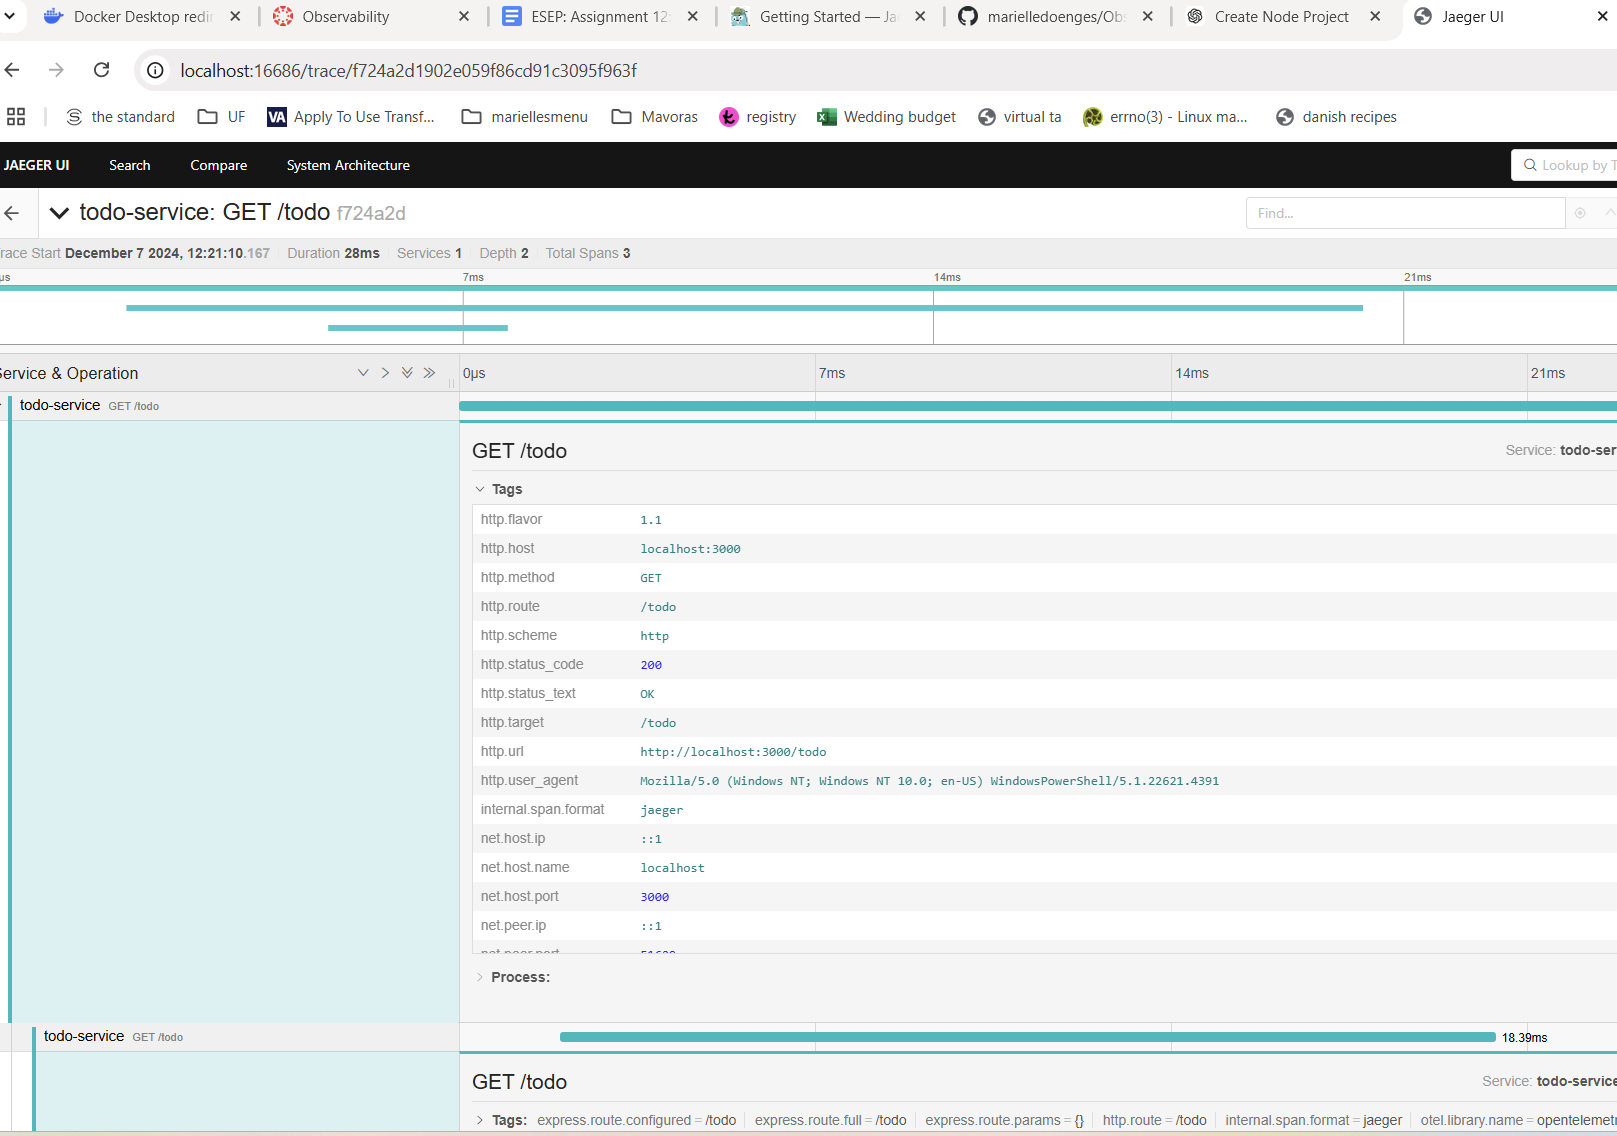 Docker Desktop redi
Observability
ESEP: Assignment 12:
Getting Started — Ja
marielledoenges/Obs
Create Node Project
Jaeger UI
localhost:16686/trace/f724a2d1902e059f86cd91c3095f963f
the standard
UF
VA Apply To Use Transf...
mariellesmenu
Mavoras
registry
Wedding budget
virtual ta
errno(3) - Linux ma...
danish recipes
JAEGER UI Search Compare System Architecture Lookup by T
todo-service: GET /todo f724a2d
Find...
race Start December 7 2024, 12:21:10.167 Duration 28ms Services 1 Depth 2 Total Spans 3
μs 7ms 14ms 21ms
Service & Operation 0μs 7ms 14ms 21ms
todo-service GET /todo
GET /todo Service: todo-ser
Tags
http.flavor 1.1
http.host localhost:3000
http.method GET
http.route /todo
http.scheme http
http.status_code 200
http.status_text OK
http.target /todo
http.url http://localhost:3000/todo
http.user_agent Mozilla/5.0 (Windows NT; Windows NT 10.0; en-US) WindowsPowerShell/5.1.22621.4391
internal.span.format jaeger
net.host.ip ::1
net.host.name localhost
net.host.port 3000
net.peer.ip ::1
net.peer.port
Process:
todo-service GET /todo 18.39ms
GET /todo Service: todo-service
Tags: express.route.configured = /todo express.route.full = /todo express.route.params = {} http.route = /todo internal.span.format = jaeger otel.library.name = opentelemetr